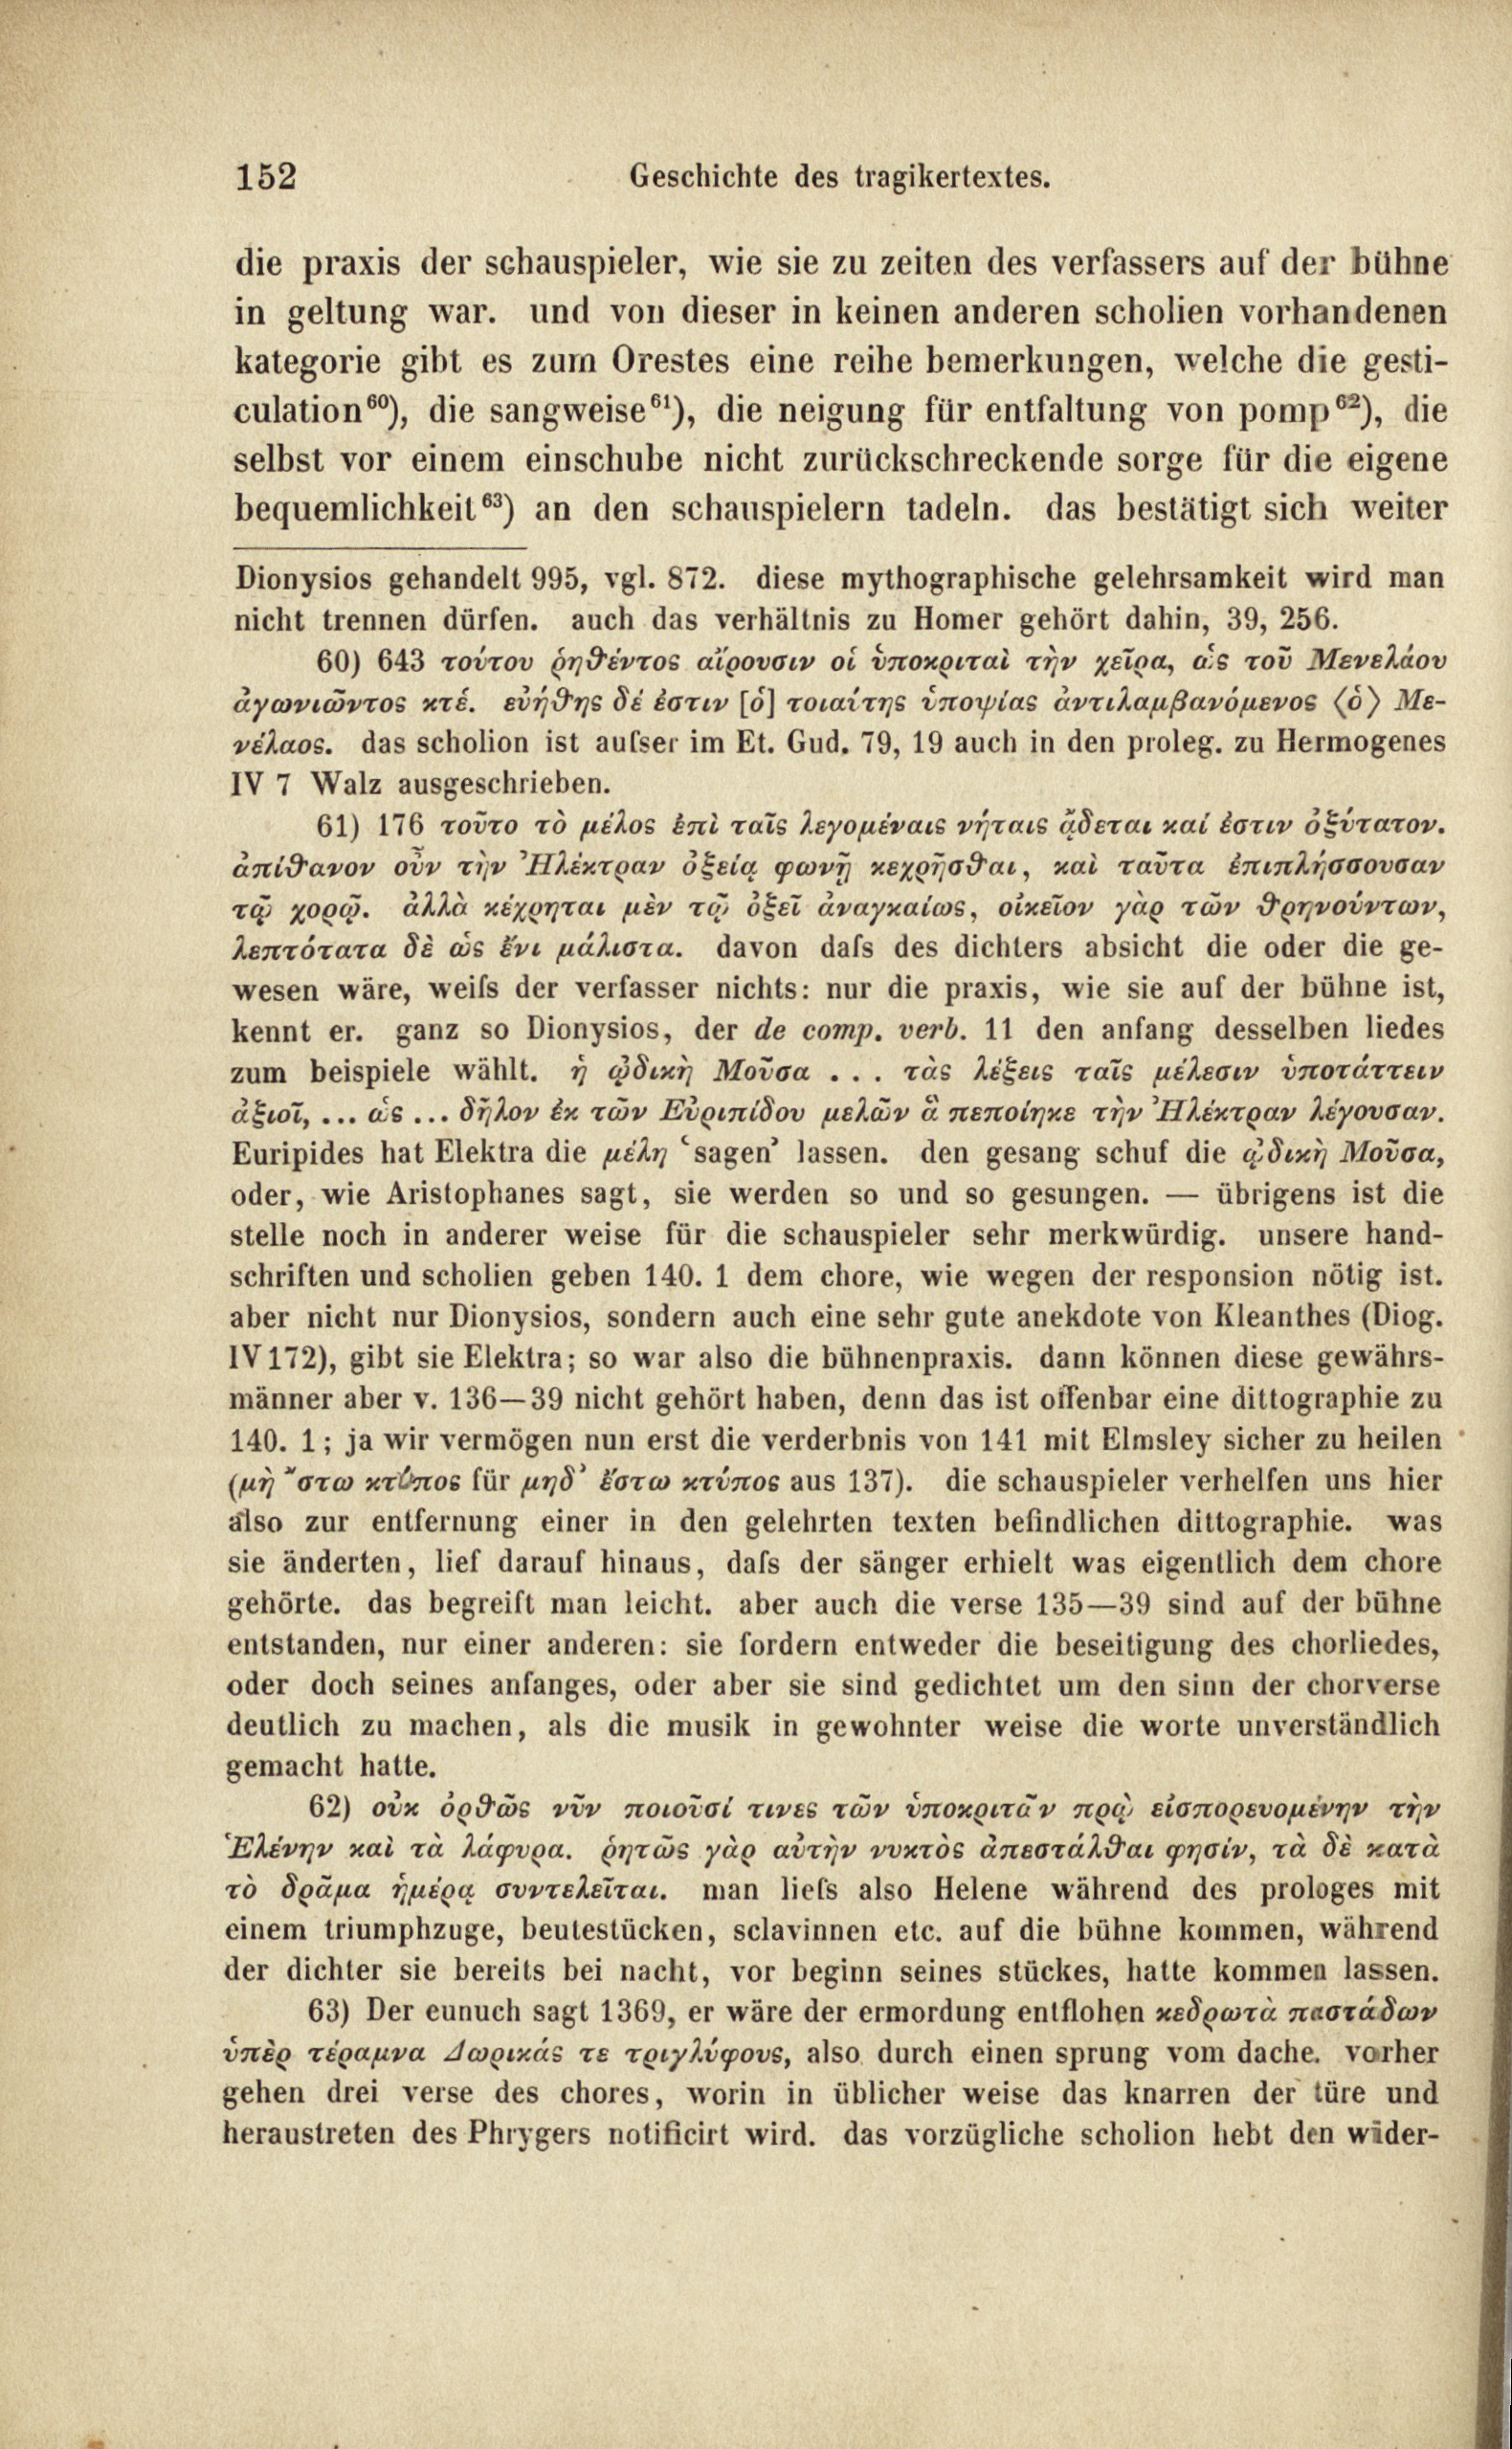 152 Geschichte des tragikertextes.
die praxis der schauspieler, wie sie zu zeiten des verfassers auf der bühne
in geltung war. und von dieser in keinen anderen scholien vorhandenen
kategorie gibt es zum Orestes eine reihe bemerkungen, welche die gesti-
culation⁶⁰), die sangweise⁶¹), die neigung für entfaltung von pomp⁶²), die
selbst vor einem einschube nicht zurückschreckende sorge für die eigene
bequemlichkeit⁶³) an den schauspielern tadeln. das bestätigt sich weiter
Dionysios gehandelt 995, vgl. 872. diese mythographische gelehrsamkeit wird man
nicht trennen dürfen. auch das verhältnis zu Homer gehört dahin, 39, 256.
60) 643 τούτου ῥηθέντος αἴρουσιν οἱ ὑποκριταὶ τὴν χεῖρα, ὡς τοῦ Μενελάου
ἀγωνιῶντος κτέ. εὐήθης δέ ἐστιν [ὁ] τοιαύτης ὑποψίας ἀντιλαμβανόμενος ⟨ὁ⟩ Με-
νέλαος. das scholion ist auſser im Et. Gud. 79, 19 auch in den proleg. zu Hermogenes
IV 7 Walz ausgeschrieben.
61) 176 τοῦτο τὸ μέλος ἐπὶ ταῖς λεγομέναις νήταις ᾄδεται καί ἐστιν ὀξύτατον.
ἀπίθανον οὖν τὴν Ἠλέκτραν ὀξείᾳ φωνῇ κεχρῆσθαι, καὶ ταῦτα ἐπιπλήσσουσαν
τῷ χορῷ. ἀλλὰ κέχρηται μὲν τῷ ὀξεῖ ἀναγκαίως, οἰκεῖον γὰρ τῶν θρηνούντων,
λεπτότατα δὲ ὡς ἔνι μάλιστα. davon daſs des dichters absicht die oder die ge-
wesen wäre, weiſs der verfasser nichts: nur die praxis, wie sie auf der bühne ist,
kennt er. ganz so Dionysios, der de comp. verb. 11 den anfang desselben liedes
zum beispiele wählt. ἡ ᾠδικὴ Μοῦσα . . . τὰς λέξεις ταῖς μέλεσιν ὑποτάττειν
ἀξιοῖ, ... ὡς ... δῆλον ἐκ τῶν Εὐριπίδου μελῶν ἃ πεποίηκε τὴν Ἠλέκτραν λέγουσαν.
Euripides hat Elektra die μέλη ‘sagen’ lassen. den gesang schuf die ᾠδικὴ Μοῦσα,
oder, wie Aristophanes sagt, sie werden so und so gesungen. — übrigens ist die
stelle noch in anderer weise für die schauspieler sehr merkwürdig. unsere hand-
schriften und scholien geben 140. 1 dem chore, wie wegen der responsion nötig ist.
aber nicht nur Dionysios, sondern auch eine sehr gute anekdote von Kleanthes (Diog.
IV 172), gibt sie Elektra; so war also die bühnenpraxis. dann können diese gewährs-
männer aber v. 136—39 nicht gehört haben, denn das ist offenbar eine dittographie zu
140. 1; ja wir vermögen nun erst die verderbnis von 141 mit Elmsley sicher zu heilen
(μὴ ῎στω κτύπος für μηδ᾽ ἔστω κτύπος aus 137). die schauspieler verhelfen uns hier
also zur entfernung einer in den gelehrten texten befindlichen dittographie. was
sie änderten, lief darauf hinaus, daſs der sänger erhielt was eigentlich dem chore
gehörte. das begreift man leicht. aber auch die verse 135—39 sind auf der bühne
entstanden, nur einer anderen: sie fordern entweder die beseitigung des chorliedes,
oder doch seines anfanges, oder aber sie sind gedichtet um den sinn der chorverse
deutlich zu machen, als die musik in gewohnter weise die worte unverständlich
gemacht hatte.
62) οὐκ ὀρθῶς νῦν ποιοῦσί τινες τῶν ὑποκριτῶν πρῲ εἰσπορευομένην τὴν
Ἑλένην καὶ τὰ λάφυρα. ῥητῶς γὰρ αὐτὴν νυκτὸς ἀπεστάλθαι φησίν, τὰ δὲ κατὰ
τὸ δρᾶμα ἡμέρᾳ συντελεῖται. man lieſs also Helene während des prologes mit
einem triumphzuge, beutestücken, sclavinnen etc. auf die bühne kommen, während
der dichter sie bereits bei nacht, vor beginn seines stückes, hatte kommen lassen.
63) Der eunuch sagt 1369, er wäre der ermordung entflohen κεδρωτὰ παστάδων
ὑπὲρ τέραμνα Δωρικάς τε τριγλύφους, also durch einen sprung vom dache. vorher
gehen drei verse des chores, worin in üblicher weise das knarren der türe und
heraustreten des Phrygers notificirt wird. das vorzügliche scholion hebt den wider-